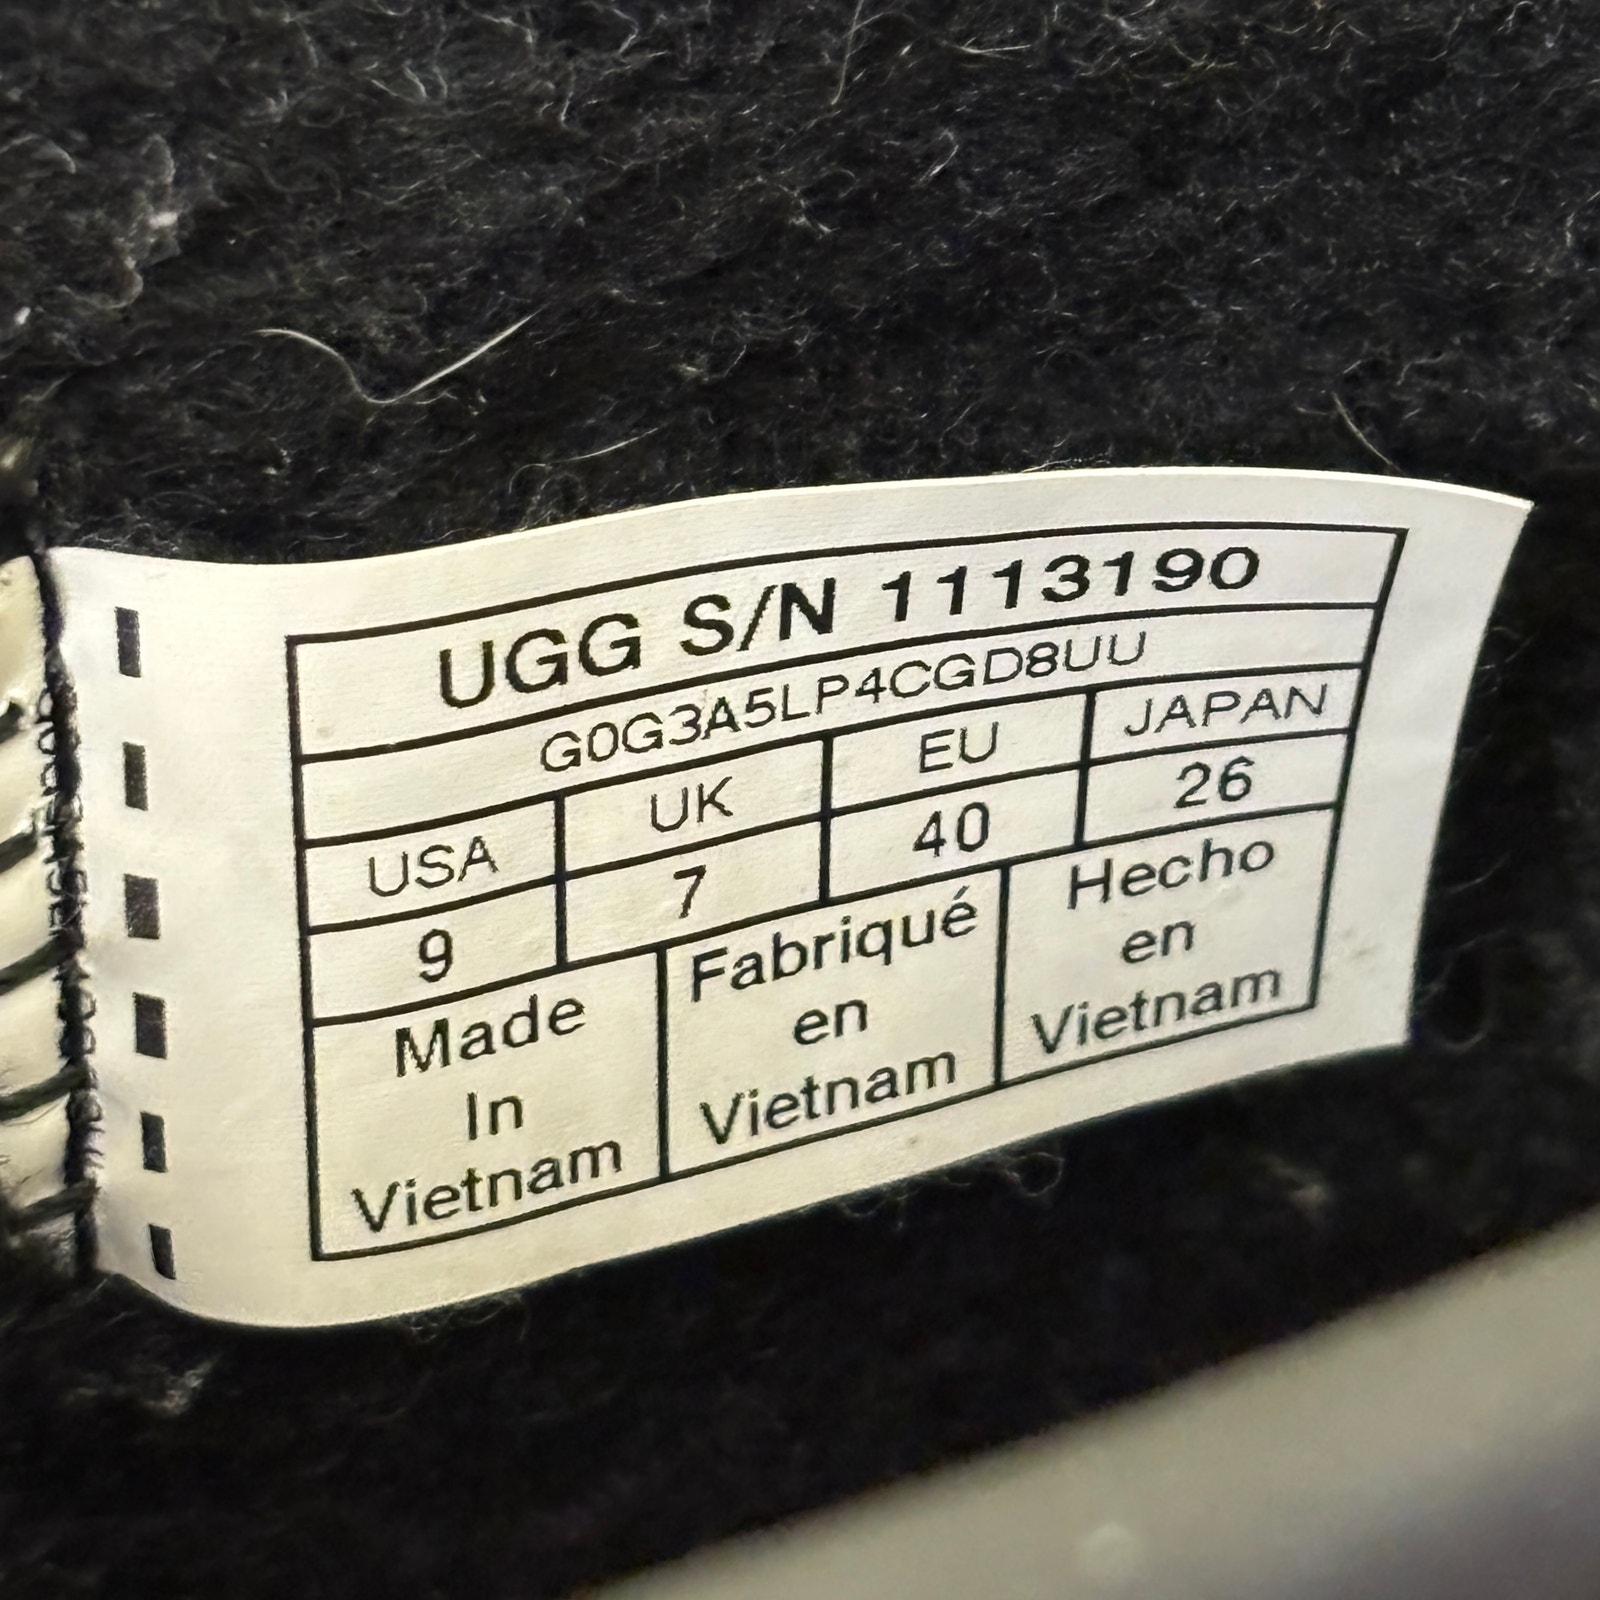 UGG S/N 1113190
G0G3A5LP4CGD8UU
USA UK EU JAPAN
9 7 40 26
Made
In
Vietnam
Fabriqué
en
Vietnam
Hecho
en
Vietnam